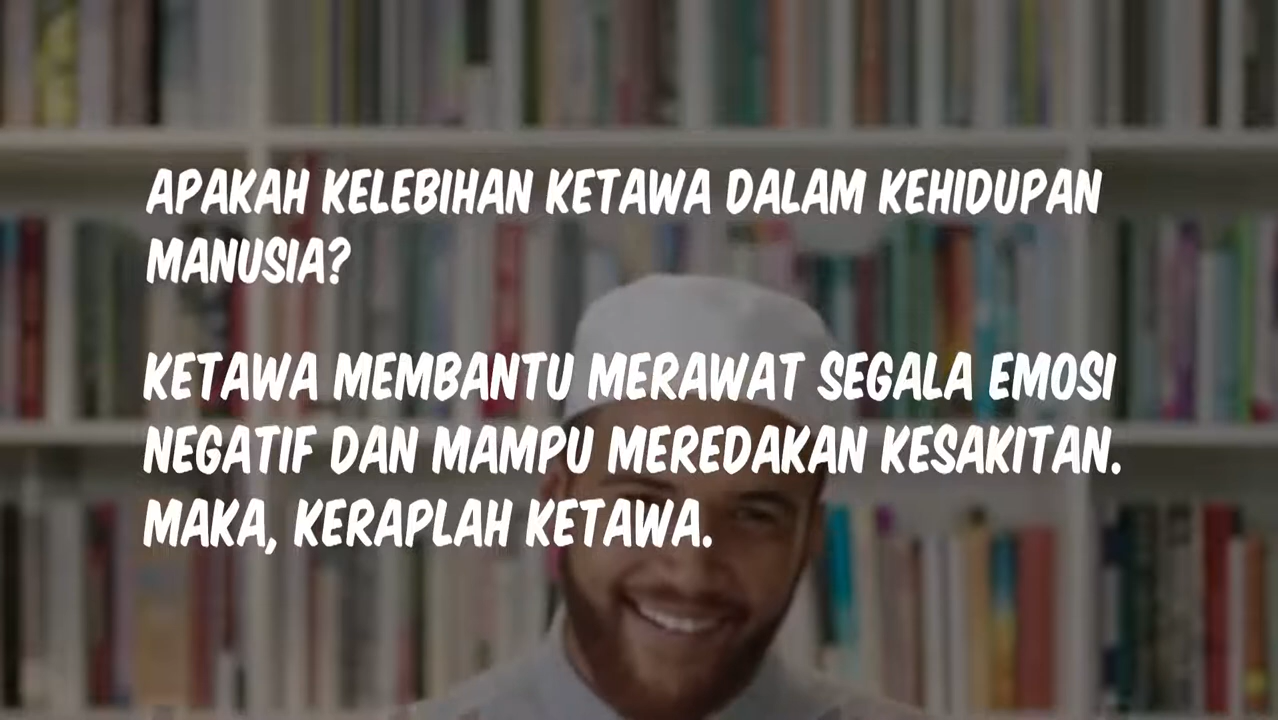 APAKAH KELEBIHAN KETAWA DALAM KEHIDUPAN
MANUSIA?
KETAWA MEMBANTU MERAWAT SEGALA EMOSI
NEGATIF DAN MAMPU MEREDAKAN KESAKITAN.
MAKA, KERAPLAH KETAWA.